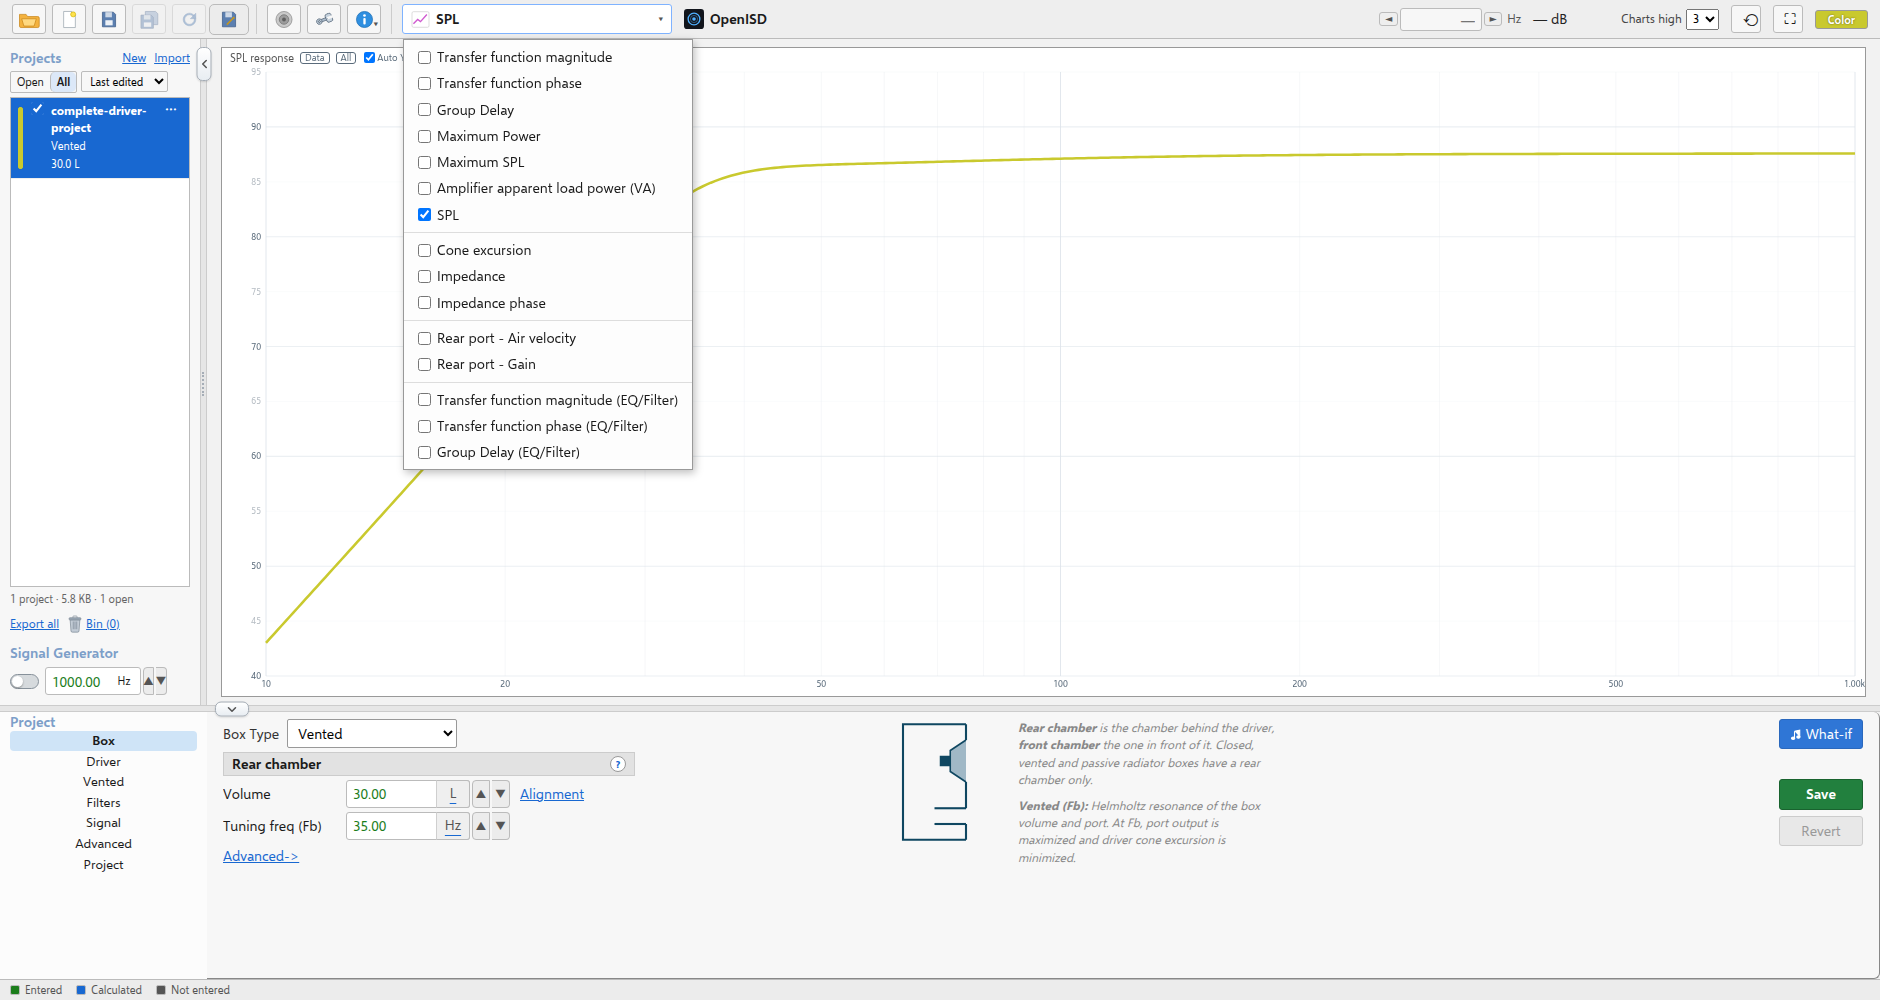 SPL
OpenISD
—
Hz
— dB
Charts high
3
Color
Projects
New
Import
Open
All
Last edited
complete-driver-project
Vented
30.0 L
1 project · 5.8 KB · 1 open
Export all
Bin (0)
Signal Generator
1000.00 Hz
SPL response
Data
All
Auto
Transfer function magnitude
Transfer function phase
Group Delay
Maximum Power
Maximum SPL
Amplifier apparent load power (VA)
SPL
Cone excursion
Impedance
Impedance phase
Rear port - Air velocity
Rear port - Gain
Transfer function magnitude (EQ/Filter)
Transfer function phase (EQ/Filter)
Group Delay (EQ/Filter)
95
90
85
80
75
70
65
60
55
50
45
40
10
20
50
100
200
500
1.00k
Project
Box
Driver
Vented
Filters
Signal
Advanced
Project
Box Type
Vented
Rear chamber
?
Volume
30.00
L
Alignment
Tuning freq (Fb)
35.00
Hz
Advanced->
Rear chamber is the chamber behind the driver,
front chamber the one in front of it. Closed,
vented and passive radiator boxes have a rear
chamber only.
Vented (Fb): Helmholtz resonance of the box
volume and port. At Fb, port output is
maximized and driver cone excursion is
minimized.
What-if
Save
Revert
Entered
Calculated
Not entered